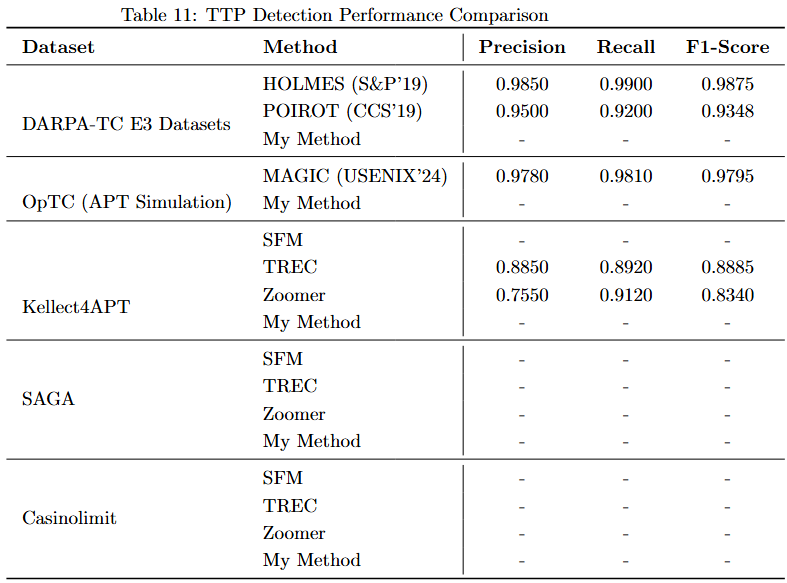 Table 11: TTP Detection Performance Comparison
Dataset Method Precision Recall F1-Score
HOLMES (S&P'19) 0.9850 0.9900 0.9875
POIROT (CCS'19) 0.9500 0.9200 0.9348
DARPA-TC E3 Datasets
My Method - - -
MAGIC (USENIX'24) 0.9780 0.9810 0.9795
OpTC (APT Simulation) My Method - - -
SFM - - -
TREC 0.8850 0.8920 0.8885
Zoomer 0.7550 0.9120 0.8340
Kellect4APT
My Method - - -
SFM - - -
TREC - - -
SAGA
Zoomer - - -
My Method - - -
SFM - - -
TREC - - -
Casinolimit
Zoomer - - -
My Method - - -